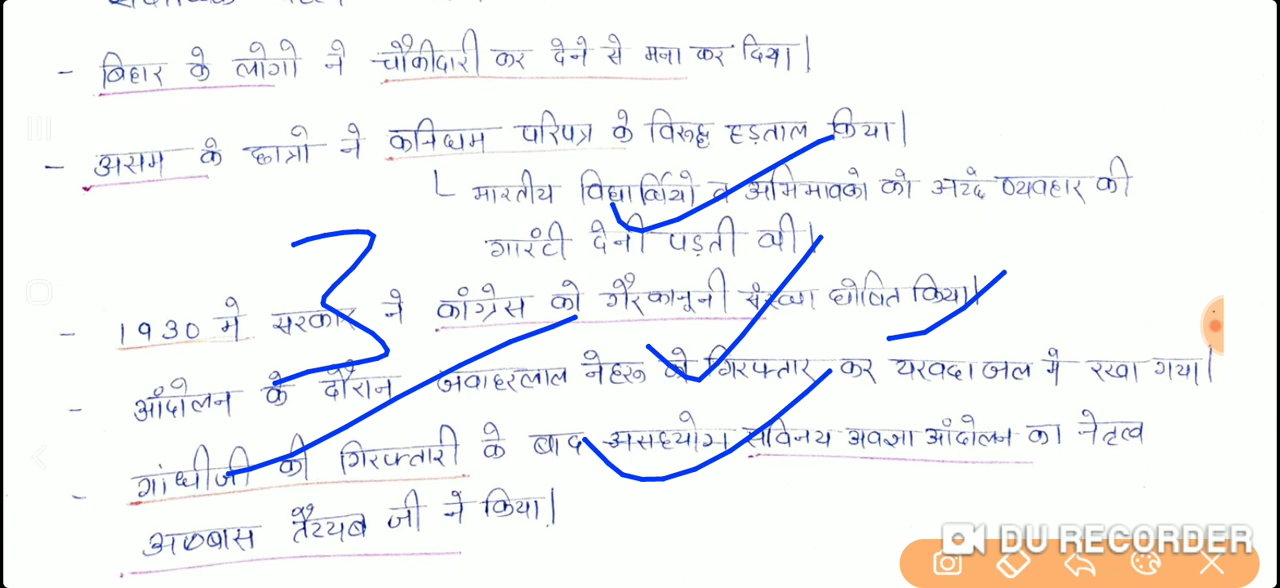 - बिहार के लोगो ने चौकीदारी कर देने से मना कर दिया।
- असम के छात्रो ने कनिंघम परिपत्र के विरूद्ध हड़ताल किया।
└ भारतीय विद्यार्थियो व अभिभावको को अच्छे व्यवहार की
गारंटी देनी पड़ती थी।
- 1930 मे सरकार ने कांग्रेस को गैरकानूनी संस्था घोषित किया।
- आंदोलन के दौरान जवाहरलाल नेहरू को गिरफ्तार कर यरवदा जेल मे रखा गया।
- गांधीजी की गिरफ्तारी के बाद असहयोग सविनय अवज्ञा आंदोलन का नेतृत्व
अब्बास तैय्यब जी ने किया।
DU RECORDER